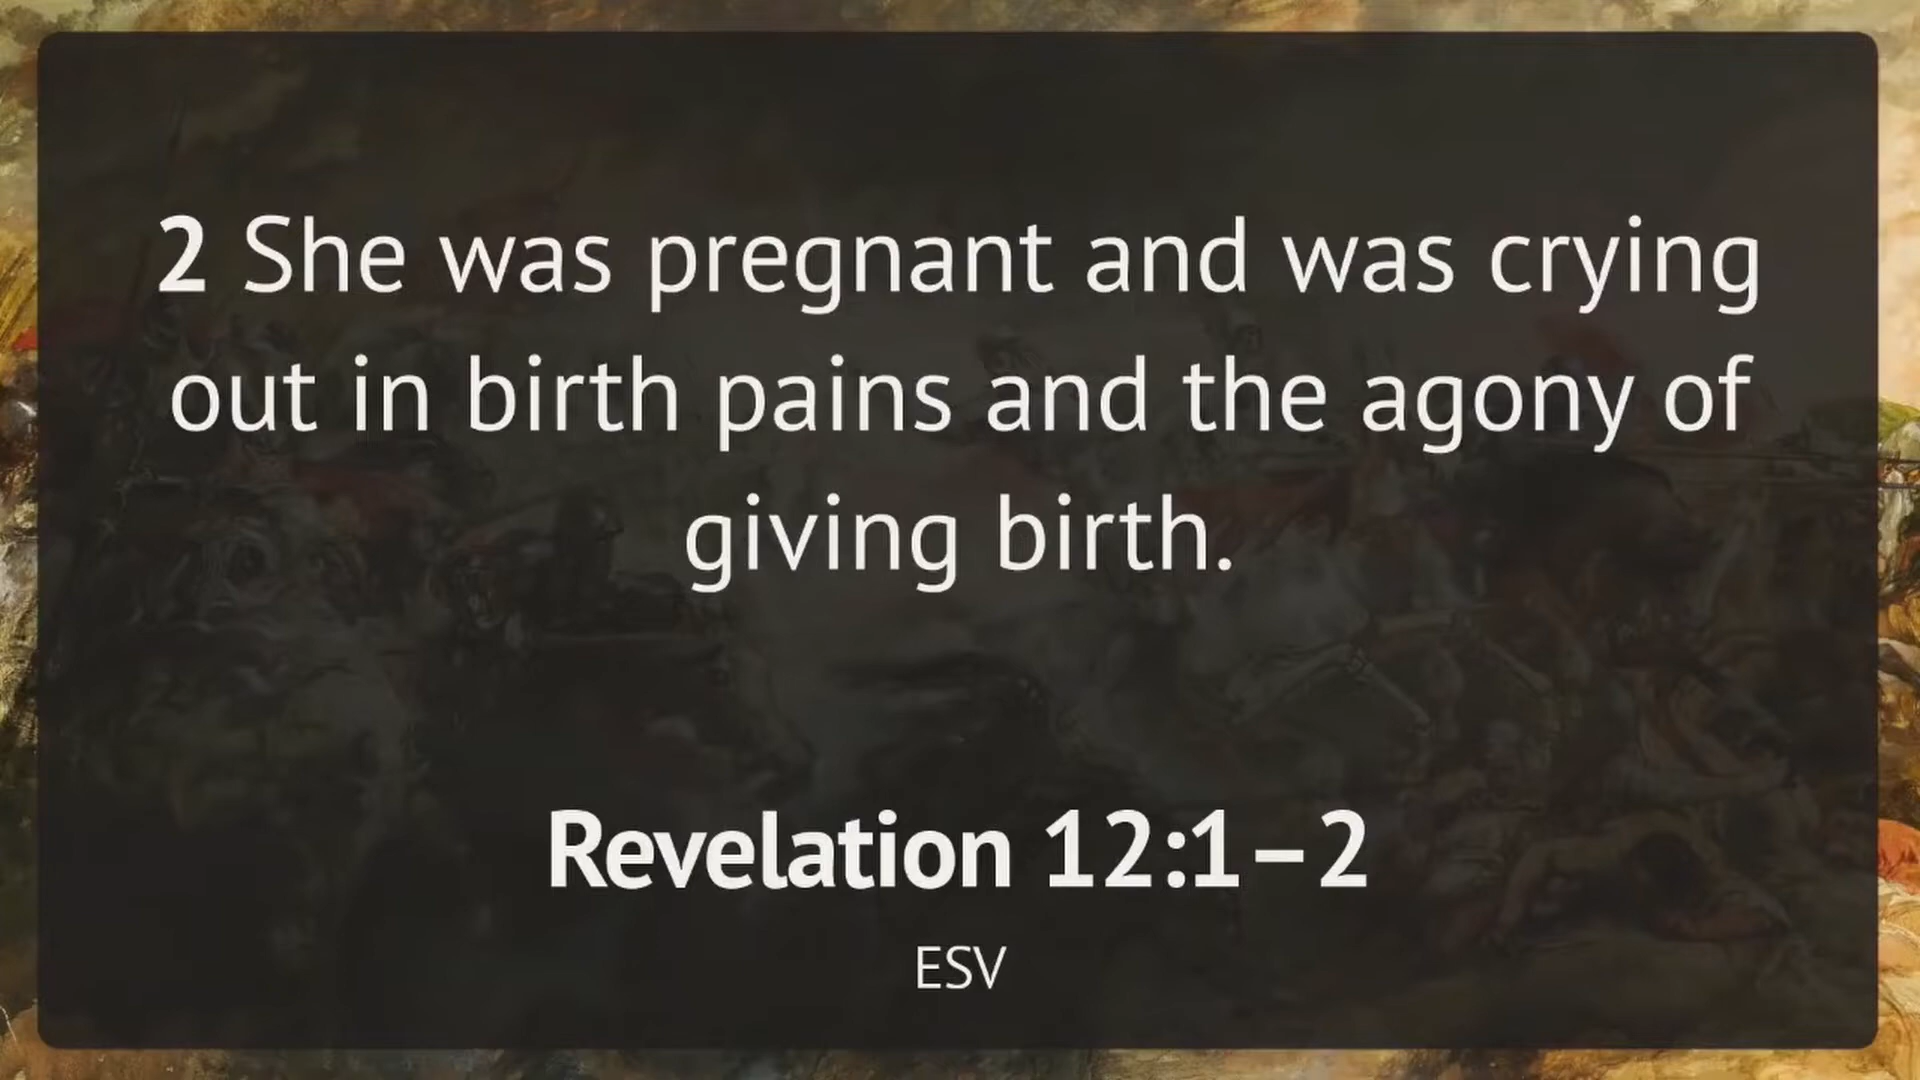 2 She was pregnant and was crying
out in birth pains and the agony of
giving birth.
Revelation 12:1–2
ESV